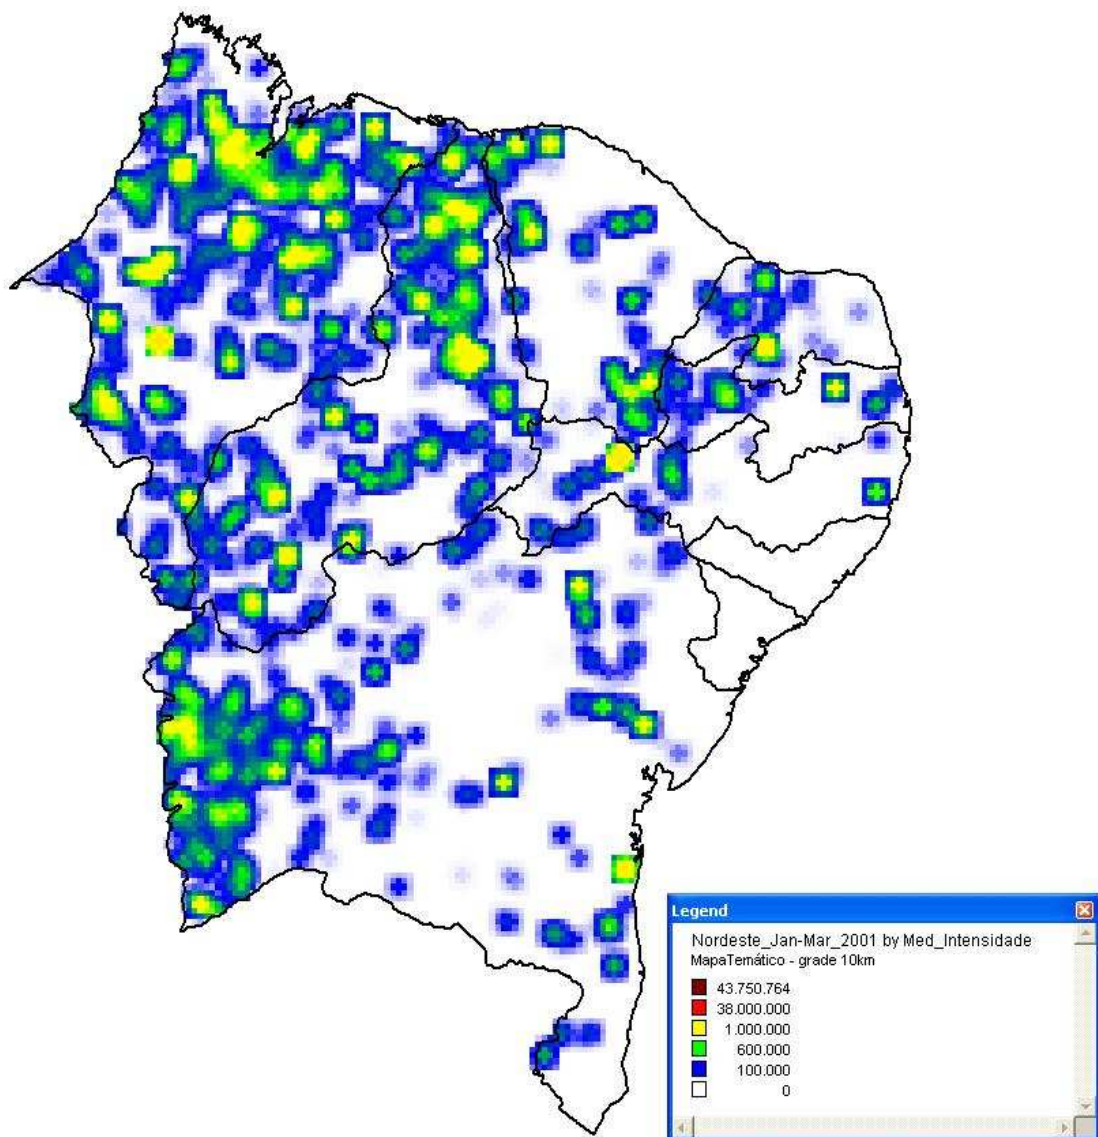 Legend
Nordeste_Jan-Mar_2001 by Med_Intensidade
MapaTemático - grade 10km
43.750.764
38.000.000
1.000.000
600.000
100.000
0